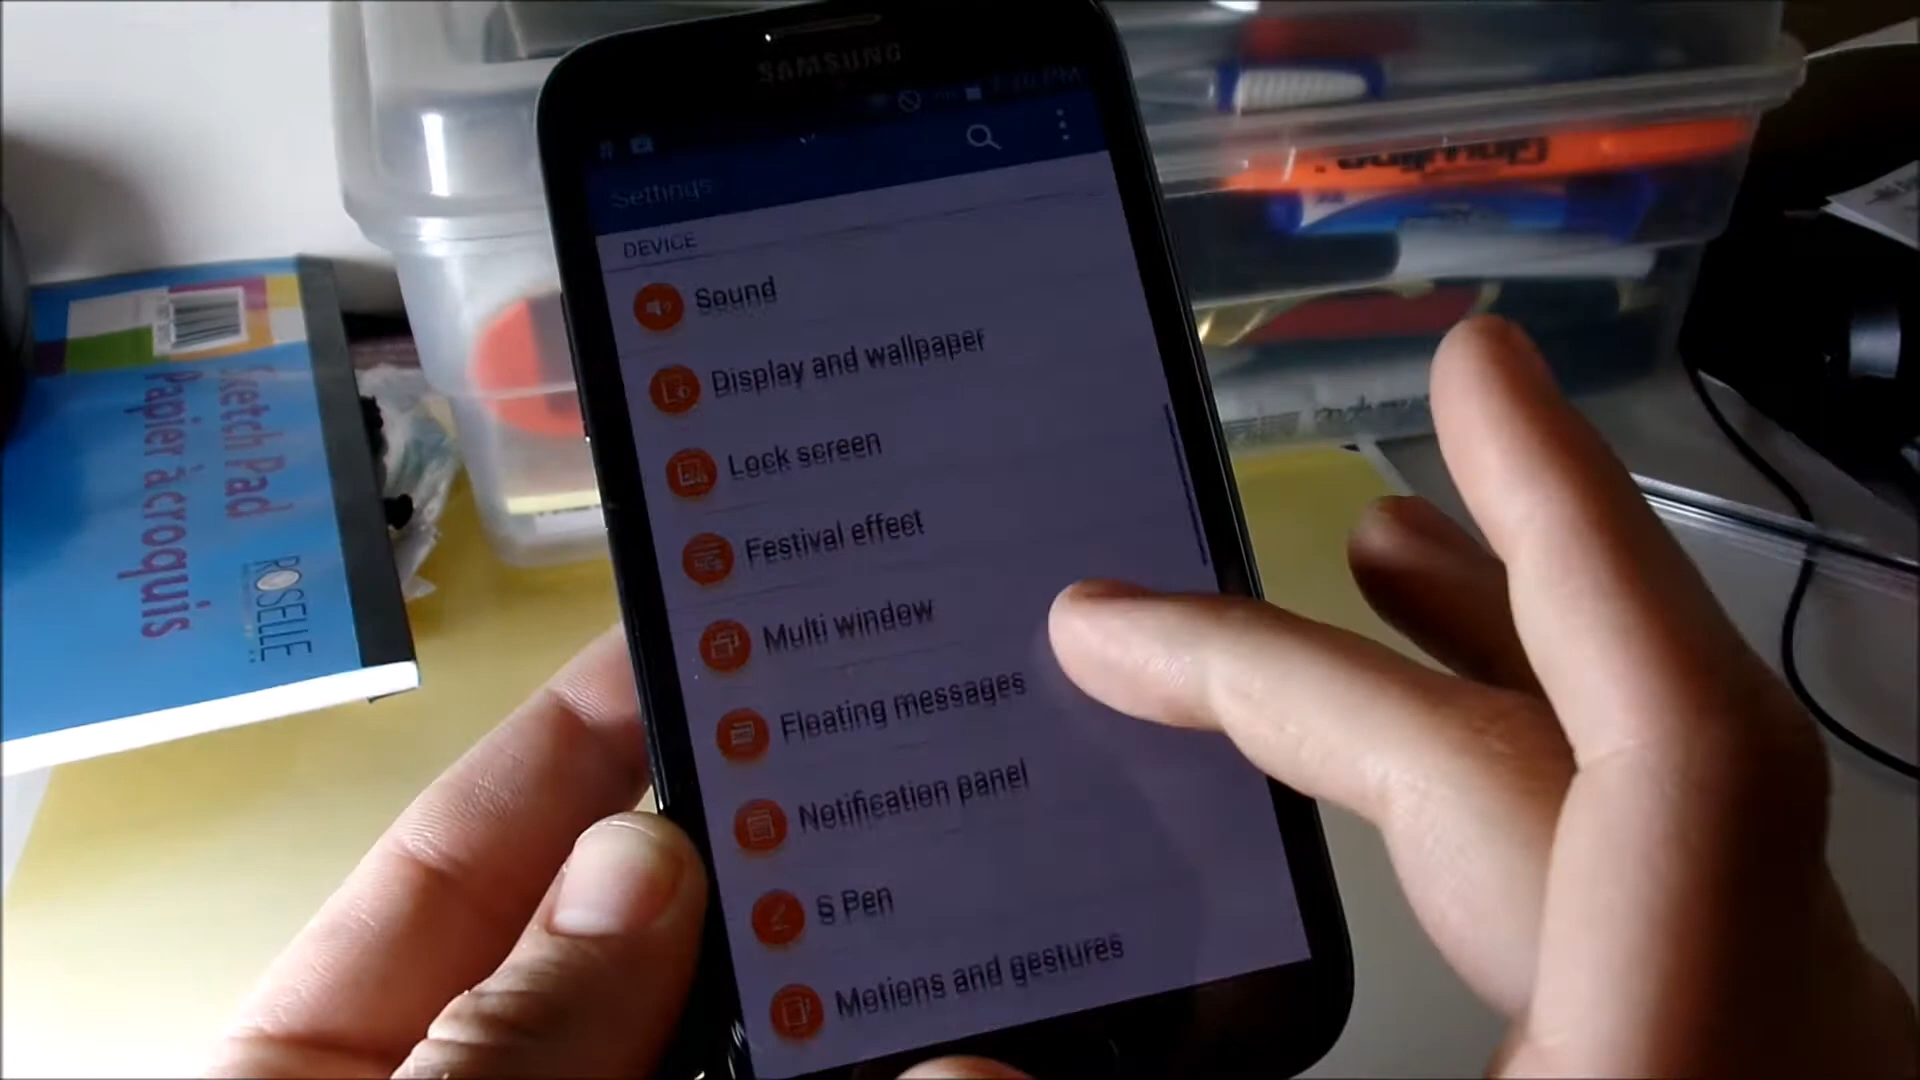 SAMSUNG
Settings
DEVICE
Sound
Display and wallpaper
Lock screen
Festival effect
Multi window
Floating messages
Notification panel
S Pen
Motions and gestures
Sketch Pad
Papier à croquis
ROSELLE